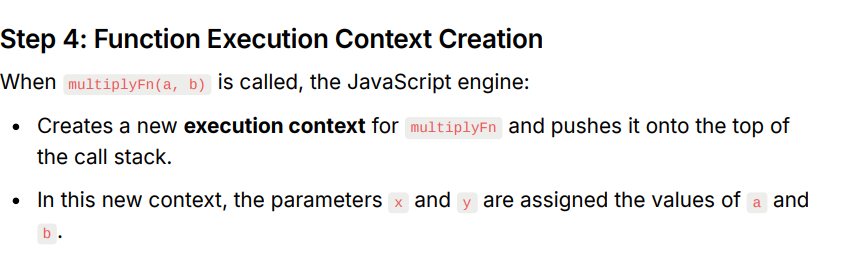 Step 4: Function Execution Context Creation
When multiplyFn(a, b) is called, the JavaScript engine:
• Creates a new execution context for multiplyFn and pushes it onto the top of
the call stack.
• In this new context, the parameters x and y are assigned the values of a and
b.